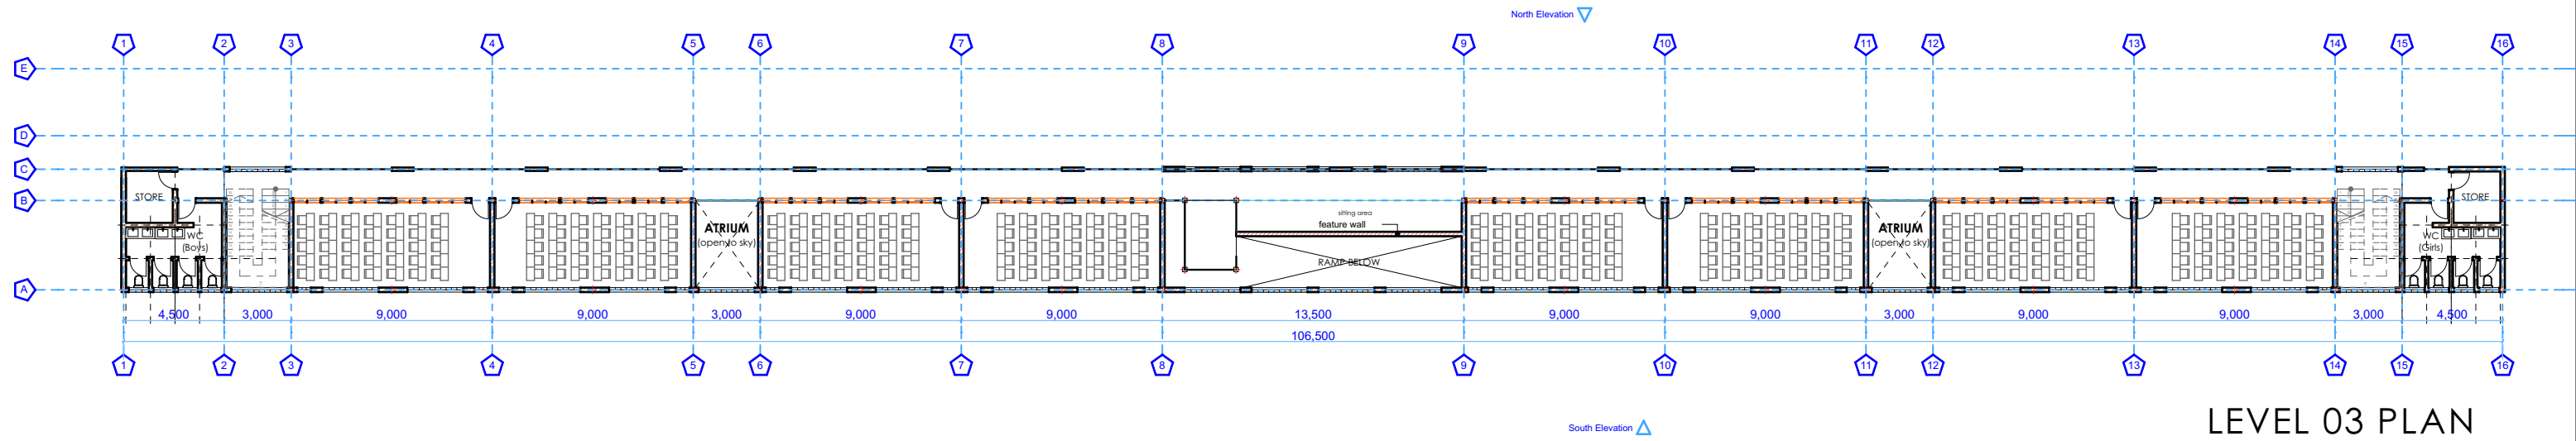 North Elevation
1 2 3 4 5 6 7 8 9 10 11 12 13 14 15 16
E
D
C
B
A
STORE
WC
(Boys)
ATRIUM
(open to sky)
sitting area
feature wall
RAMP BELOW
ATRIUM
(open to sky)
STORE
WC
(Girls)
4,500 3,000 9,000 9,000 3,000 9,000 9,000 13,500 9,000 9,000 3,000 9,000 9,000 3,000 4,500
106,500
1 2 3 4 5 6 7 8 9 10 11 12 13 14 15 16
South Elevation
LEVEL 03 PLAN